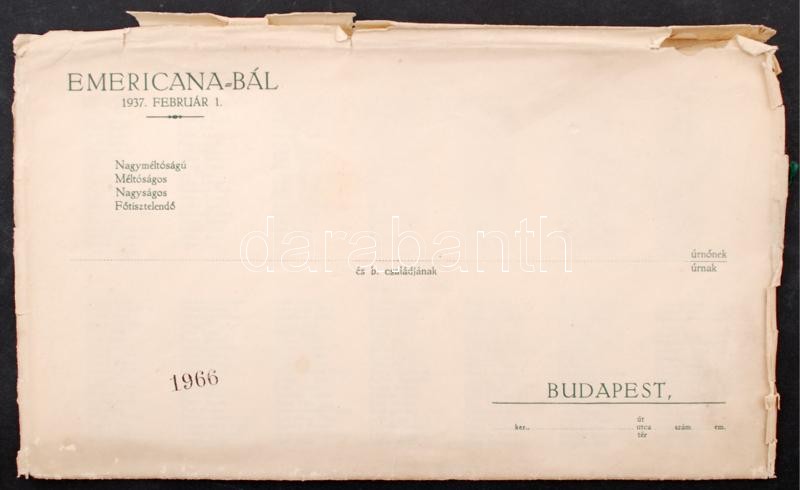 EMERICANA-BÁL
1937. FEBRUÁR 1.
Nagyméltóságú
Méltóságos
Nagyságos
Főtisztelendő
darabanth
úrnőnek
és b. családjának
úrnak
1966
BUDAPEST,
út
ker., utca szám em.
tér